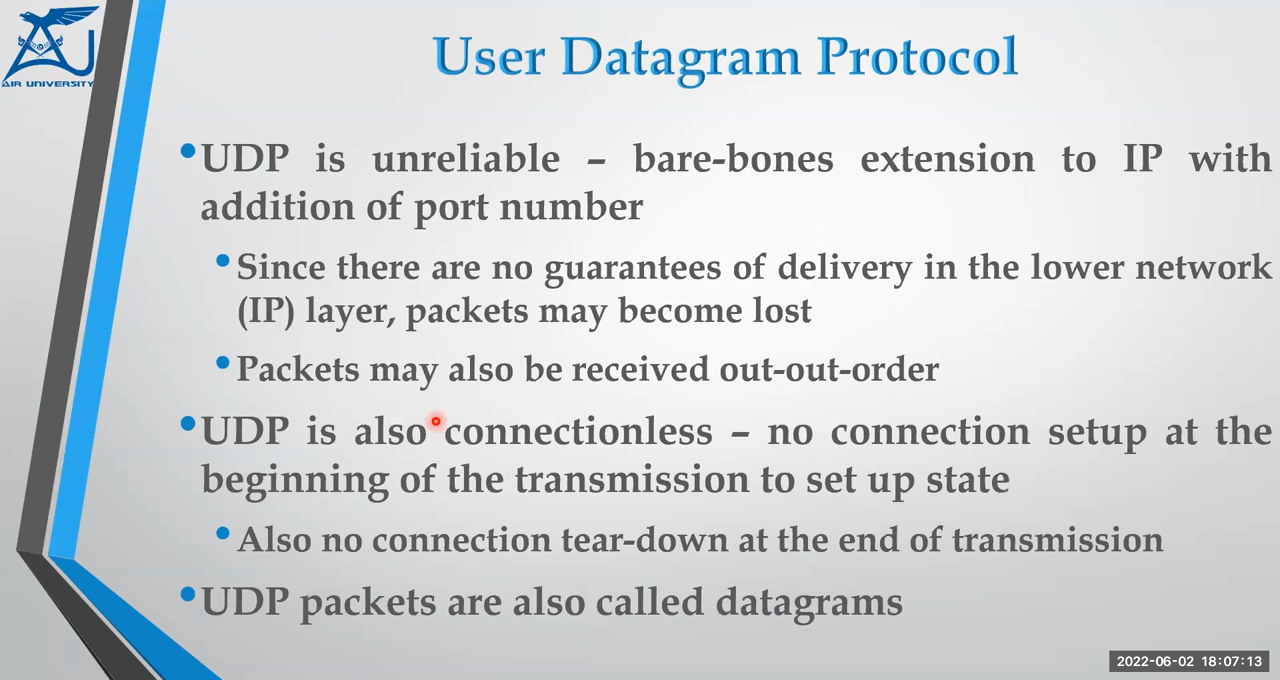 AIR UNIVERSITY
User Datagram Protocol
•UDP is unreliable – bare-bones extension to IP with
addition of port number
•Since there are no guarantees of delivery in the lower network
(IP) layer, packets may become lost
•Packets may also be received out-out-order
•UDP is also connectionless – no connection setup at the
beginning of the transmission to set up state
•Also no connection tear-down at the end of transmission
•UDP packets are also called datagrams
2022-06-02 18:07:13